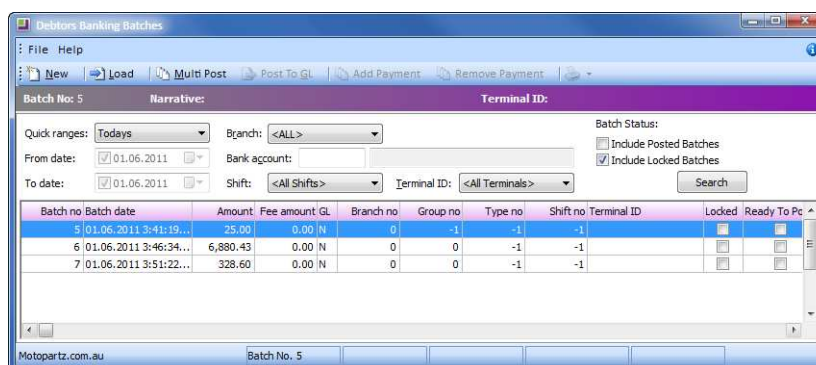 Debtors Banking Batches
File Help
New Load Multi Post Post To GL Add Payment Remove Payment
Batch No: 5 Narrative: Terminal ID:
Quick ranges: Todays Branch: <ALL> Batch Status:
Include Posted Batches
From date: 01.06.2011 Bank account: Include Locked Batches
To date: 01.06.2011 Shift: <All Shifts> Terminal ID: <All Terminals> Search
Batch no Batch date Amount Fee amount GL Branch no Group no Type no Shift no Terminal ID Locked Ready To Pc
5 01.06.2011 3:41:19... 25.00 0.00 N 0 -1 -1 -1
6 01.06.2011 3:46:34... 6,880.43 0.00 N 0 0 -1 -1
7 01.06.2011 3:51:22... 328.60 0.00 N 0 0 -1 -1
Motopartz.com.au Batch No. 5